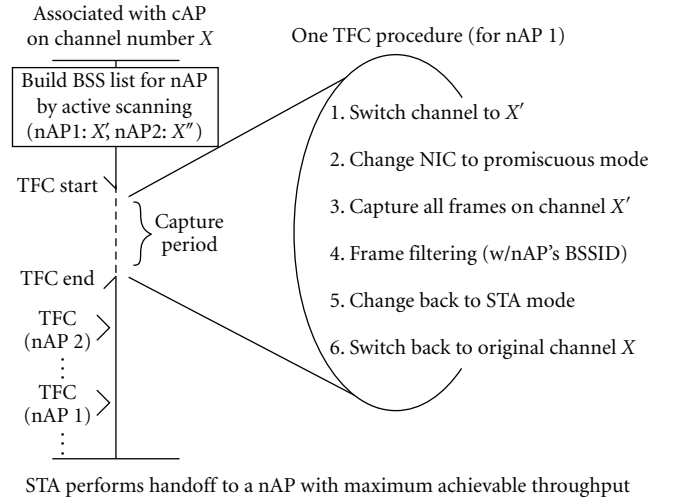 Associated with cAP
on channel number X
Build BSS list for nAP
by active scanning
(nAP1: X′, nAP2: X″)
TFC start
Capture
period
TFC end
TFC
(nAP 2)
TFC
(nAP 1)
One TFC procedure (for nAP 1)
1. Switch channel to X′
2. Change NIC to promiscuous mode
3. Capture all frames on channel X′
4. Frame filtering (w/nAP's BSSID)
5. Change back to STA mode
6. Switch back to original channel X
STA performs handoff to a nAP with maximum achievable throughput